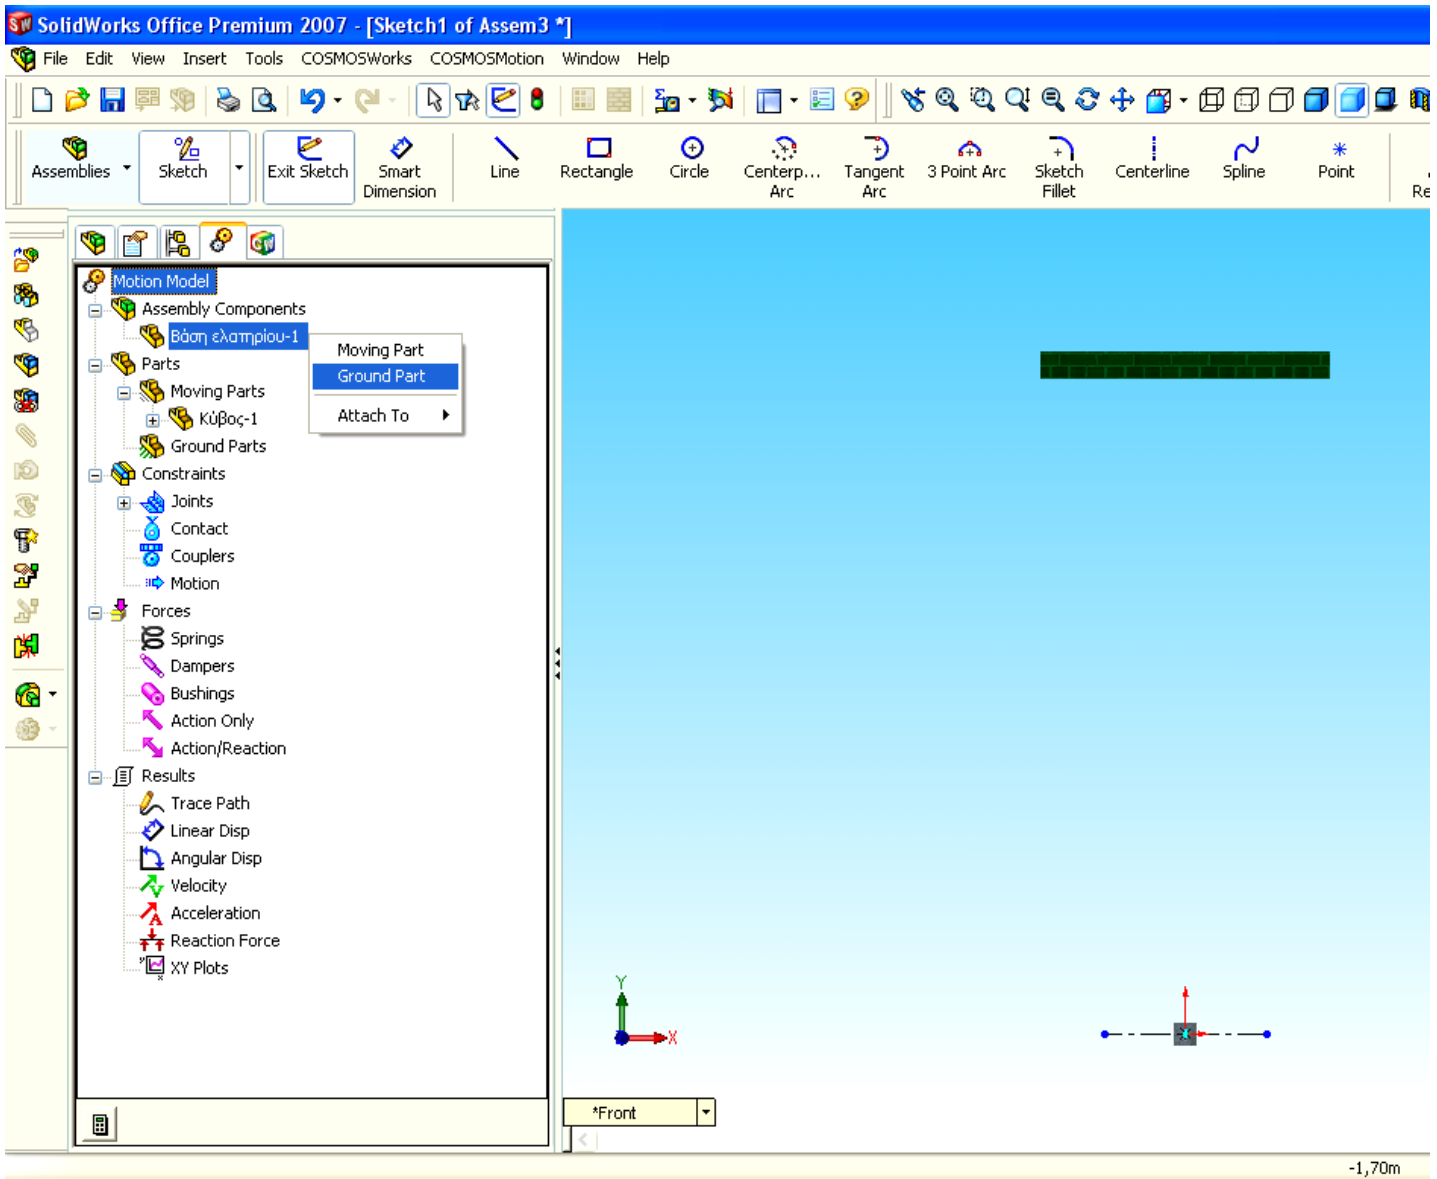 SolidWorks Office Premium 2007 - [Sketch1 of Assem3 *]
File Edit View Insert Tools COSMOSWorks COSMOSMotion Window Help
Assemblies
Sketch
Exit Sketch
Smart Dimension
Line
Rectangle
Circle
Centerp... Arc
Tangent Arc
3 Point Arc
Sketch Fillet
Centerline
Spline
Point
Re
Motion Model
Assembly Components
Βάση ελατηρίου-1
Moving Part
Ground Part
Attach To
Parts
Moving Parts
Κύβος-1
Ground Parts
Constraints
Joints
Contact
Couplers
Motion
Forces
Springs
Dampers
Bushings
Action Only
Action/Reaction
Results
Trace Path
Linear Disp
Angular Disp
Velocity
Acceleration
Reaction Force
XY Plots
Y
X
*Front
-1,70m